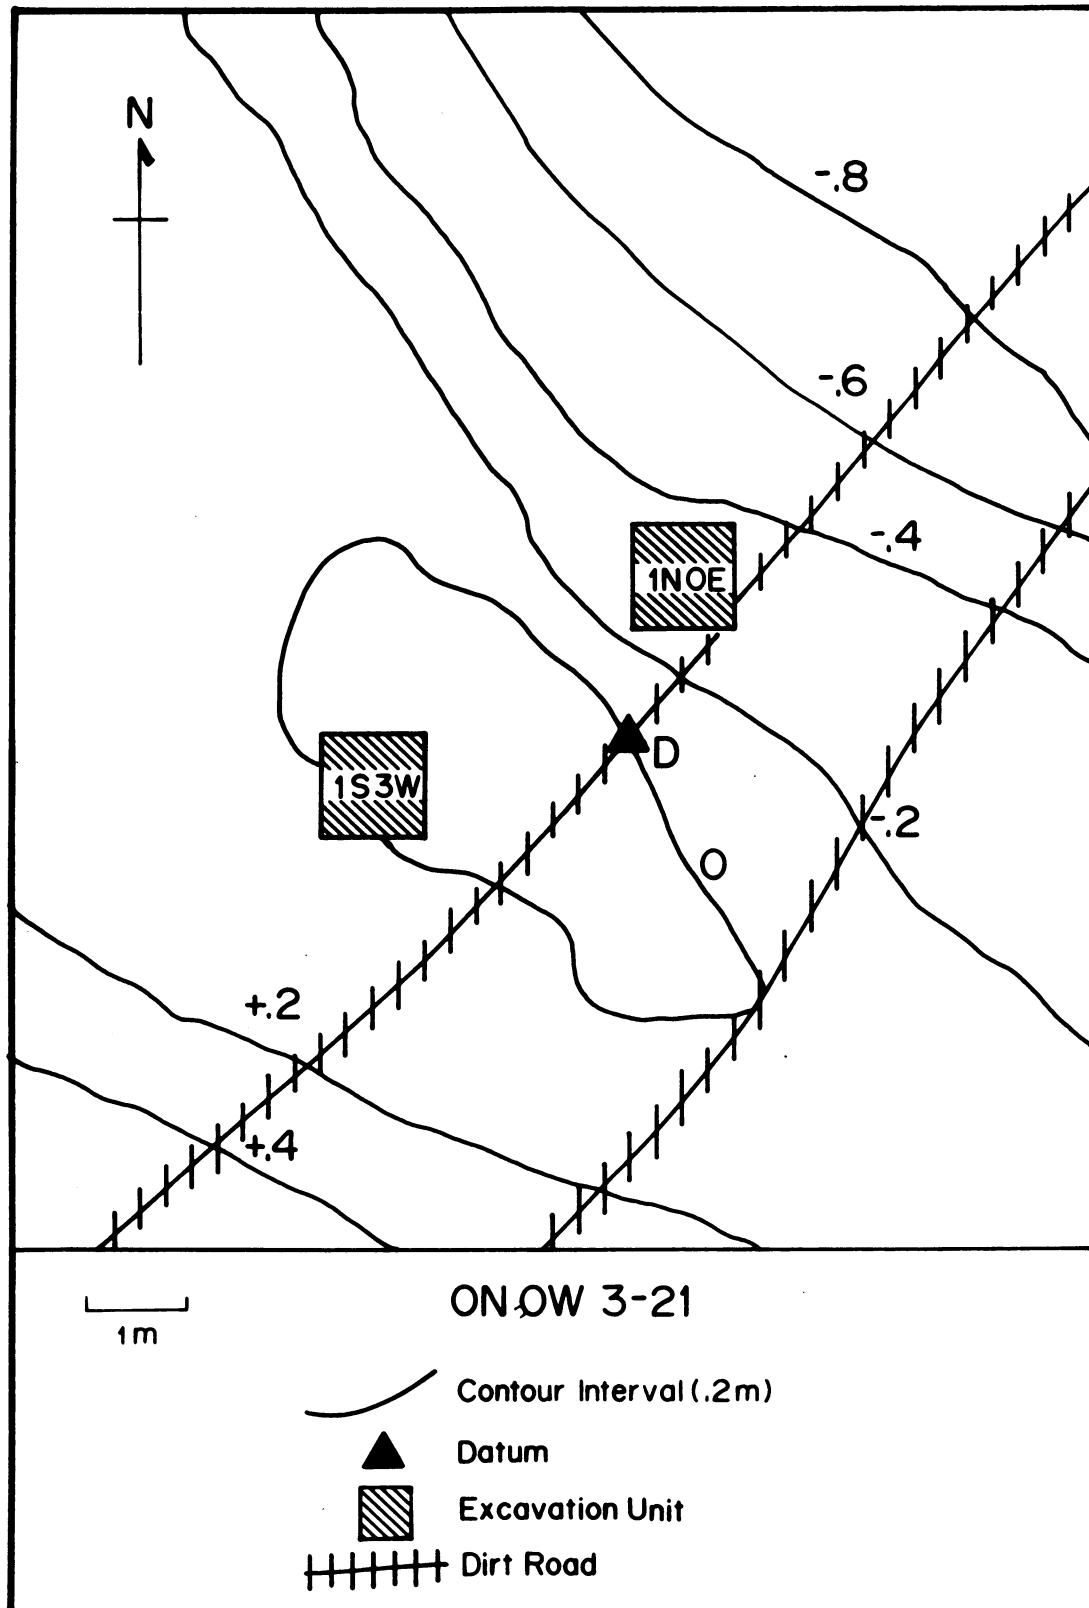 N
-.8
-.6
-.4
1N0E
D
1S3W
-.2
0
+.2
+.4
1m
ON OW 3-21
Contour Interval (.2m)
Datum
Excavation Unit
Dirt Road